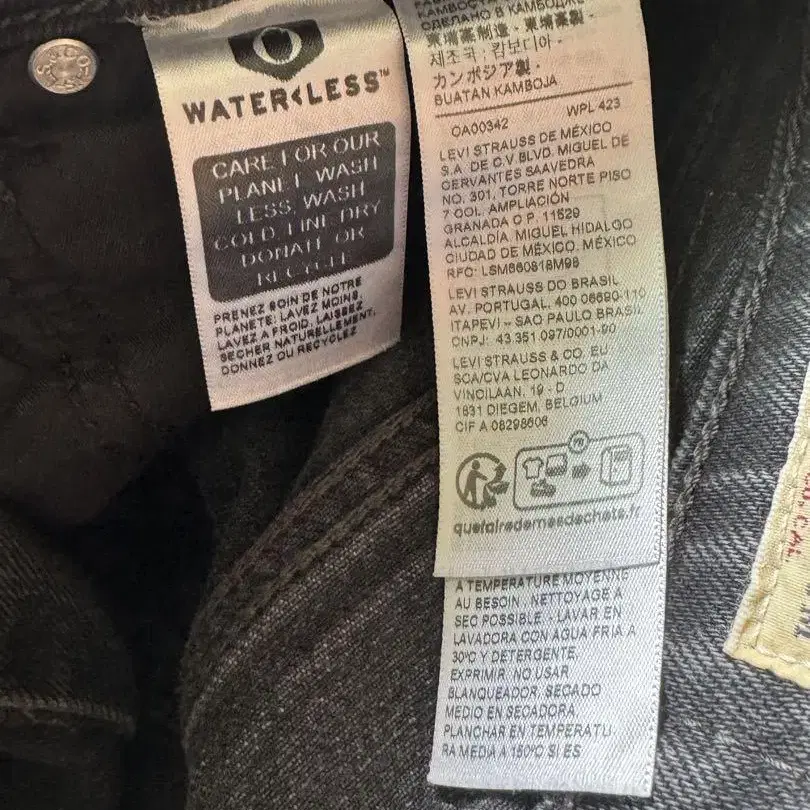 WATER<LESS™
CARE FOR OUR
PLANET WASH
LESS, WASH
COLD, LINE DRY
DONATE OR
RECYCLE
PRENEZ SOIN DE NOTRE
PLANETE: LAVEZ MOINS,
LAVEZ A FROID, LAISSEZ
SECHER NATURELLEMENT,
DONNEZ OU RECYCLEZ
СДЕЛАНО В КАМБОДЖЕ
柬埔寨制造 - 柬埔寨製
제조국 : 캄보디아 -
カンボジア製 -
BUATAN KAMBOJA
OA00342 WPL 423
LEVI STRAUSS DE MÉXICO
S.A. DE C.V. BLVD. MIGUEL DE
CERVANTES SAAVEDRA
NO. 301, TORRE NORTE PISO
7 COL. AMPLIACIÓN
GRANADA C.P. 11529
ALCALDÍA. MIGUEL HIDALGO
CIUDAD DE MÉXICO. MÉXICO
RFC: LSM860818M98
LEVI STRAUSS DO BRASIL
AV. PORTUGAL, 400 06690-110
ITAPEVI – SAO PAULO BRASIL
CNPJ: 43.351.097/0001-90
LEVI STRAUSS & CO. EU
SCA/CVA LEONARDO DA
VINCILAAN, 19 - D
1831 DIEGEM, BELGIUM
CIF A 08298606
quefairedemesdechets.fr
A TEMPERATURE MOYENNE
AU BESOIN . NETTOYAGE A
SEC POSSIBLE. - LAVAR EN
LAVADORA CON AGUA FRIA A
30ºC Y DETERGENTE.
EXPRIMIR. NO USAR
BLANQUEADOR. SECADO
MEDIO EN SECADORA
PLANCHAR EN TEMPERATU-
RA MEDIA A 150ºC SI ES